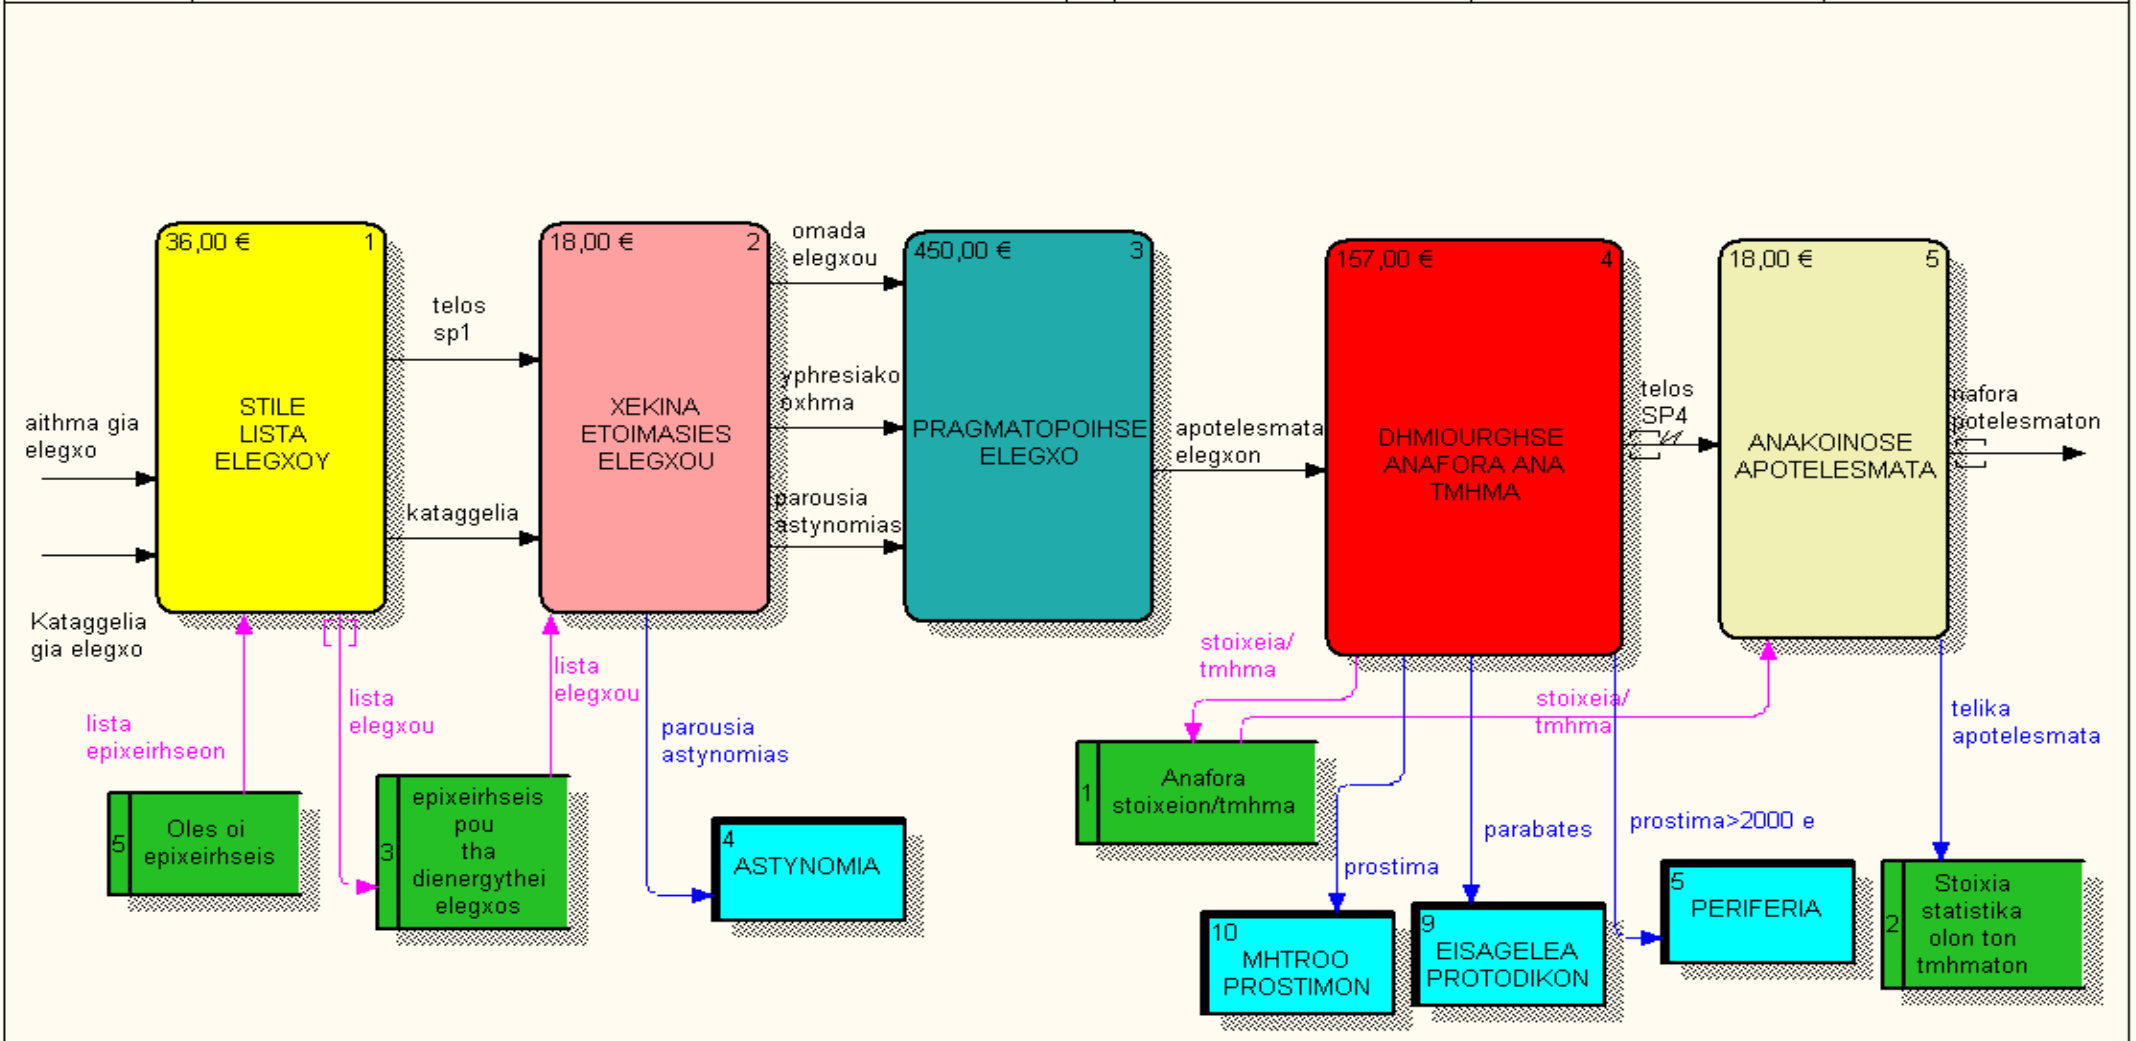 36,00 €
1
STILE
LISTA
ELEGXOY
aithma gia
elegxo
Kataggelia
gia elegxo
telos
sp1
kataggelia
18,00 €
2
XEKINA
ETOIMASIES
ELEGXOU
omada
elegxou
yphresiako
oxhma
parousia
astynomias
450,00 €
3
PRAGMATOPOIHSE
ELEGXO
apotelesmata
elegxon
157,00 €
4
DHMIOURGHSE
ANAFORA ANA
TMHMA
telos
SP4
18,00 €
5
ANAKOINOSE
APOTELESMATA
nafora
potelesmaton
lista
epixeirhseon
lista
elegxou
lista
elegxou
parousia
astynomias
stoixeia/
tmhma
stoixeia/
tmhma
telika
apotelesmata
prostima
parabates
prostima>2000 e
5
Oles oi
epixeirhseis
3
epixeirhseis
pou
tha
dienergythei
elegxos
4
ASTYNOMIA
1
Anafora
stoixeion/tmhma
10
MHTROO
PROSTIMON
9
EISAGELEA
PROTODIKON
5
PERIFERIA
2
Stoixia
statistika
olon ton
tmhmaton